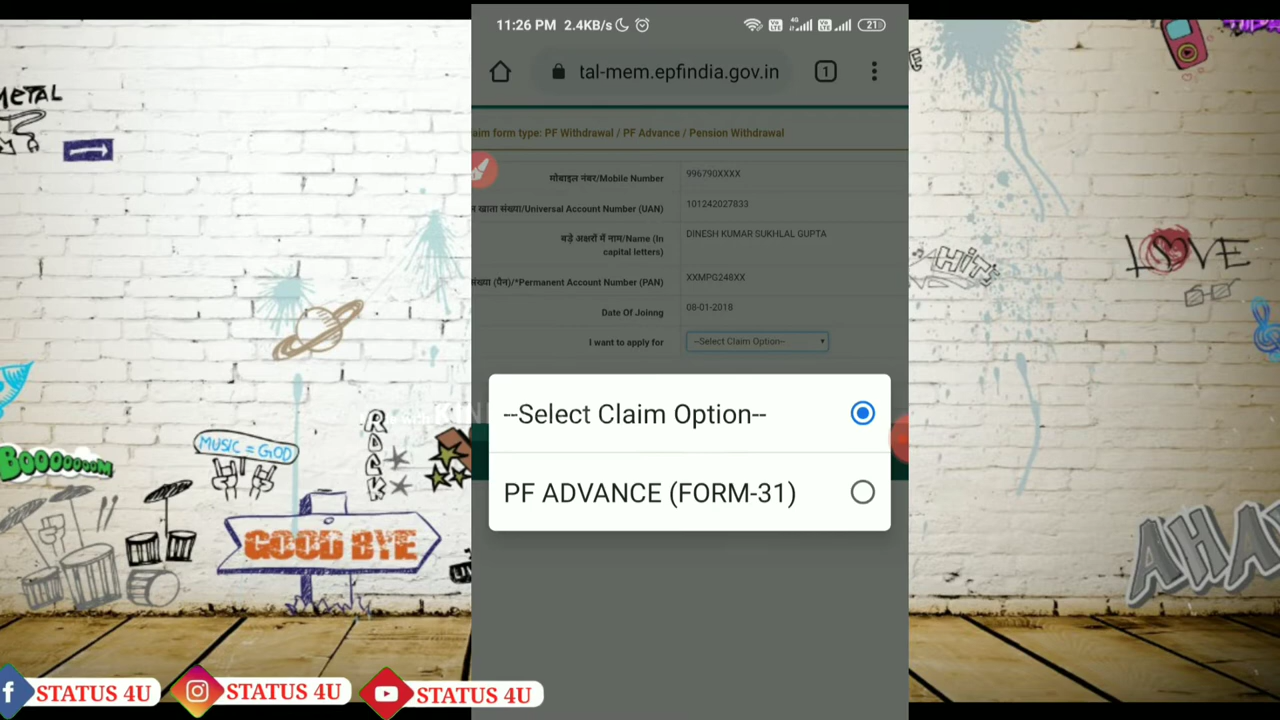 METAL
MUSIC = GOD
ROCK
BOOOOOOOM
GOOD BYE
11:26 PM 2.4KB/s 4G 21
tal-mem.epfindia.gov.in 1
aim form type: PF Withdrawal / PF Advance / Pension Withdrawal
मोबाइल नंबर/Mobile Number 996790XXXX
खाता संख्या/Universal Account Number (UAN) 101242027833
बड़े अक्षरों में नाम/Name (In capital letters) DINESH KUMAR SUKHLAL GUPTA
संख्या (पैन)/*Permanent Account Number (PAN) XXMPG248XX
Date Of Joinng 08-01-2018
I want to apply for --Select Claim Option--
--Select Claim Option--
PF ADVANCE (FORM-31)
HiT
LOVE
AHA
STATUS 4U
STATUS 4U
STATUS 4U